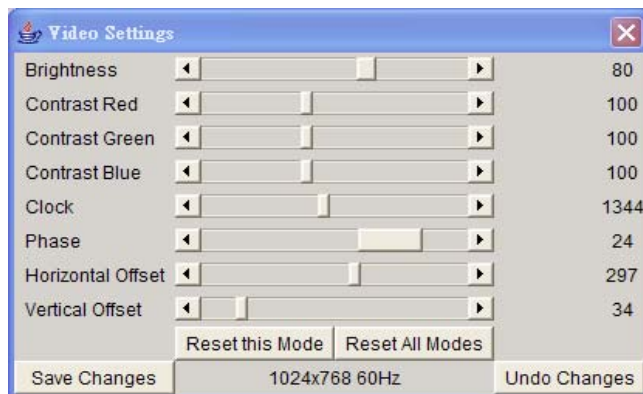 Video Settings
Brightness 80
Contrast Red 100
Contrast Green 100
Contrast Blue 100
Clock 1344
Phase 24
Horizontal Offset 297
Vertical Offset 34
Reset this Mode Reset All Modes
Save Changes 1024x768 60Hz Undo Changes